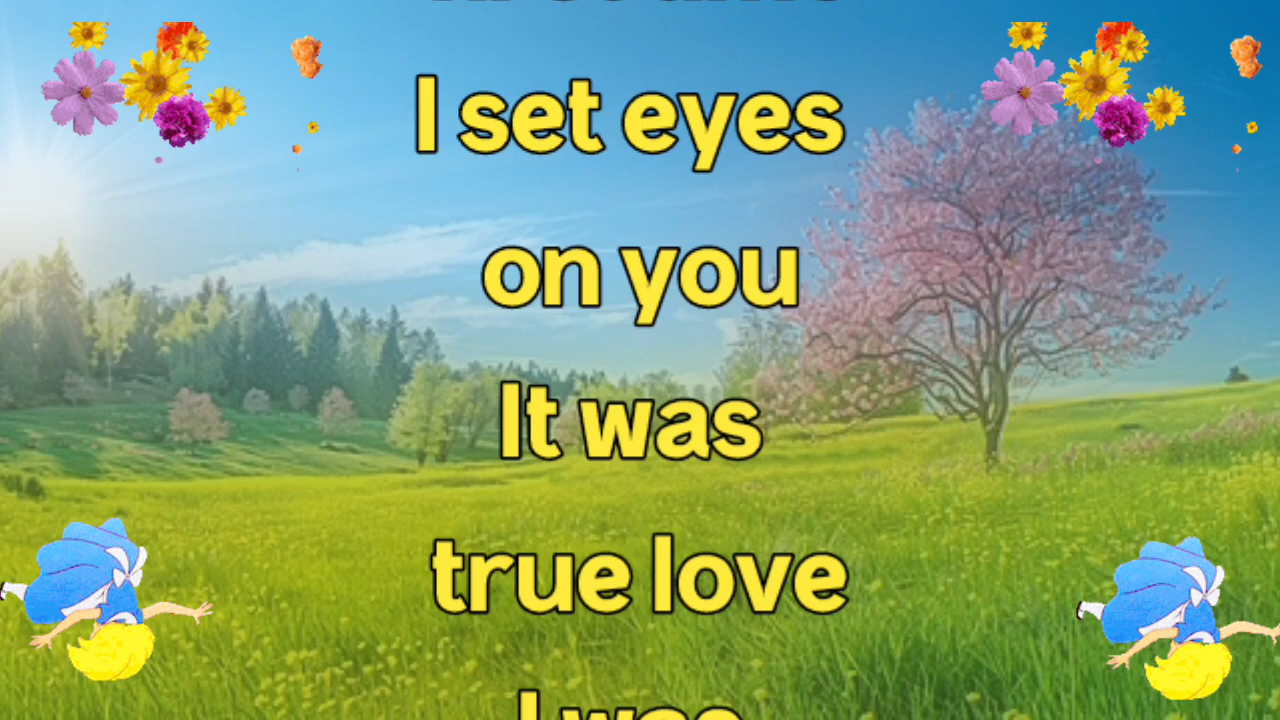 I set eyes
on you
It was
true love
I was